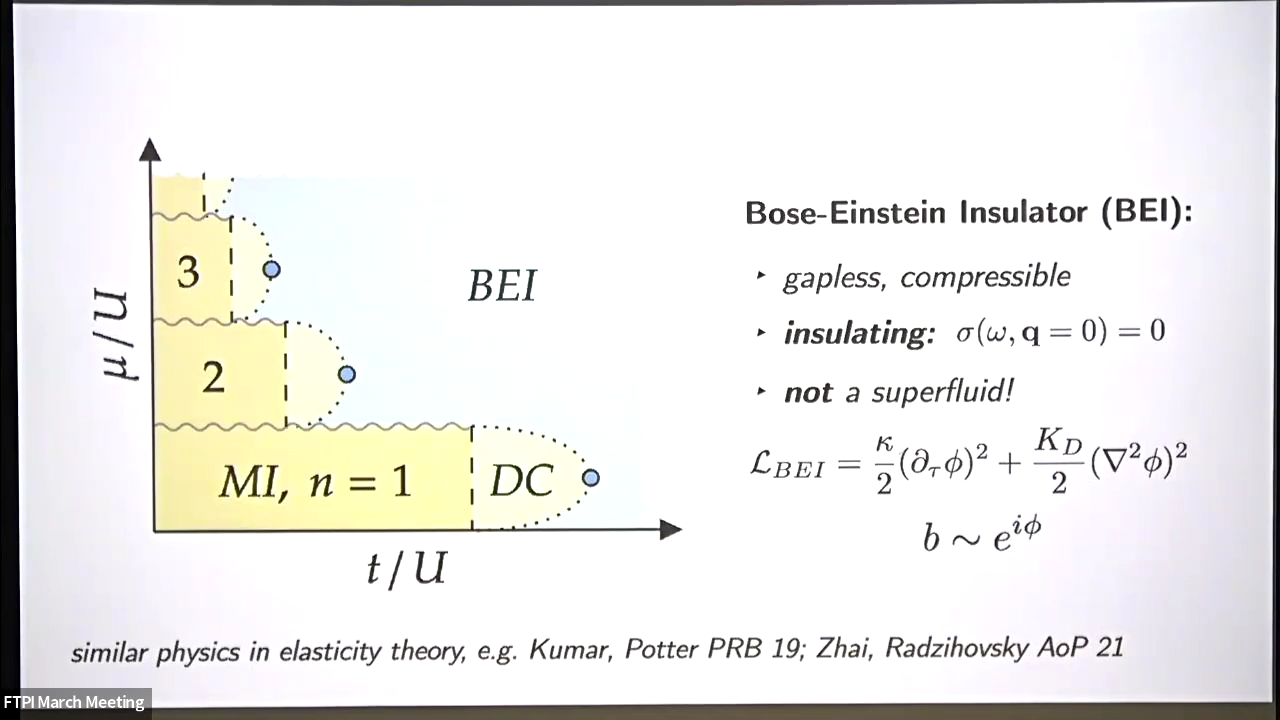 Bose-Einstein Insulator (BEI):
‣ gapless, compressible
‣ insulating: σ(ω, q = 0) = 0
‣ not a superfluid!
ℒ_{BEI} = κ/2 (∂_τ ϕ)² + K_D/2 (∇²ϕ)²
b ∼ e^{iϕ}
μ/U
3
BEI
2
MI, n = 1
DC
t/U
similar physics in elasticity theory, e.g. Kumar, Potter PRB 19; Zhai, Radzihovsky AoP 21
FTPI March Meeting